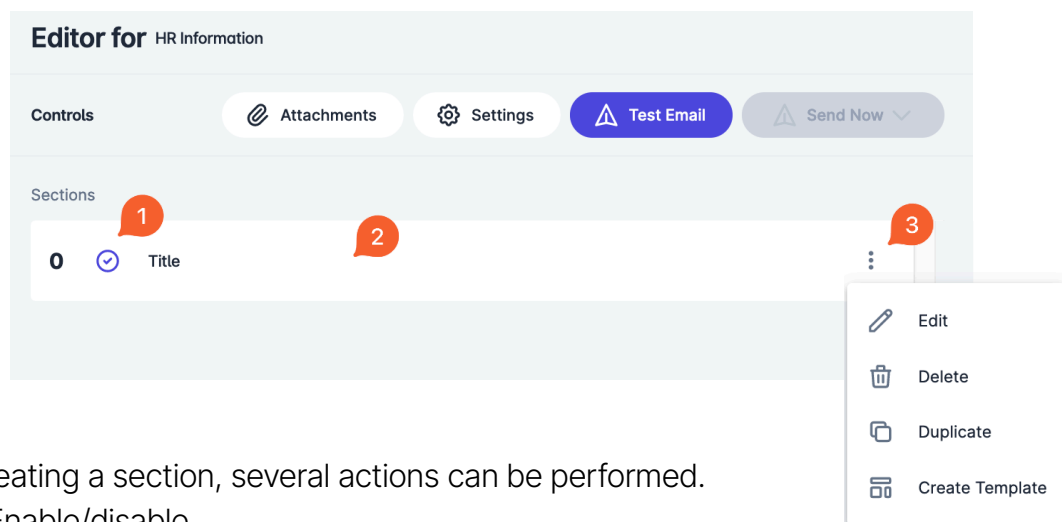 Editor for HR Information
Controls
Attachments
Settings
Test Email
Send Now
Sections
1
2
3
0 Title
Edit
Delete
Duplicate
Create Template
eating a section, several actions can be performed.
Enable/disable